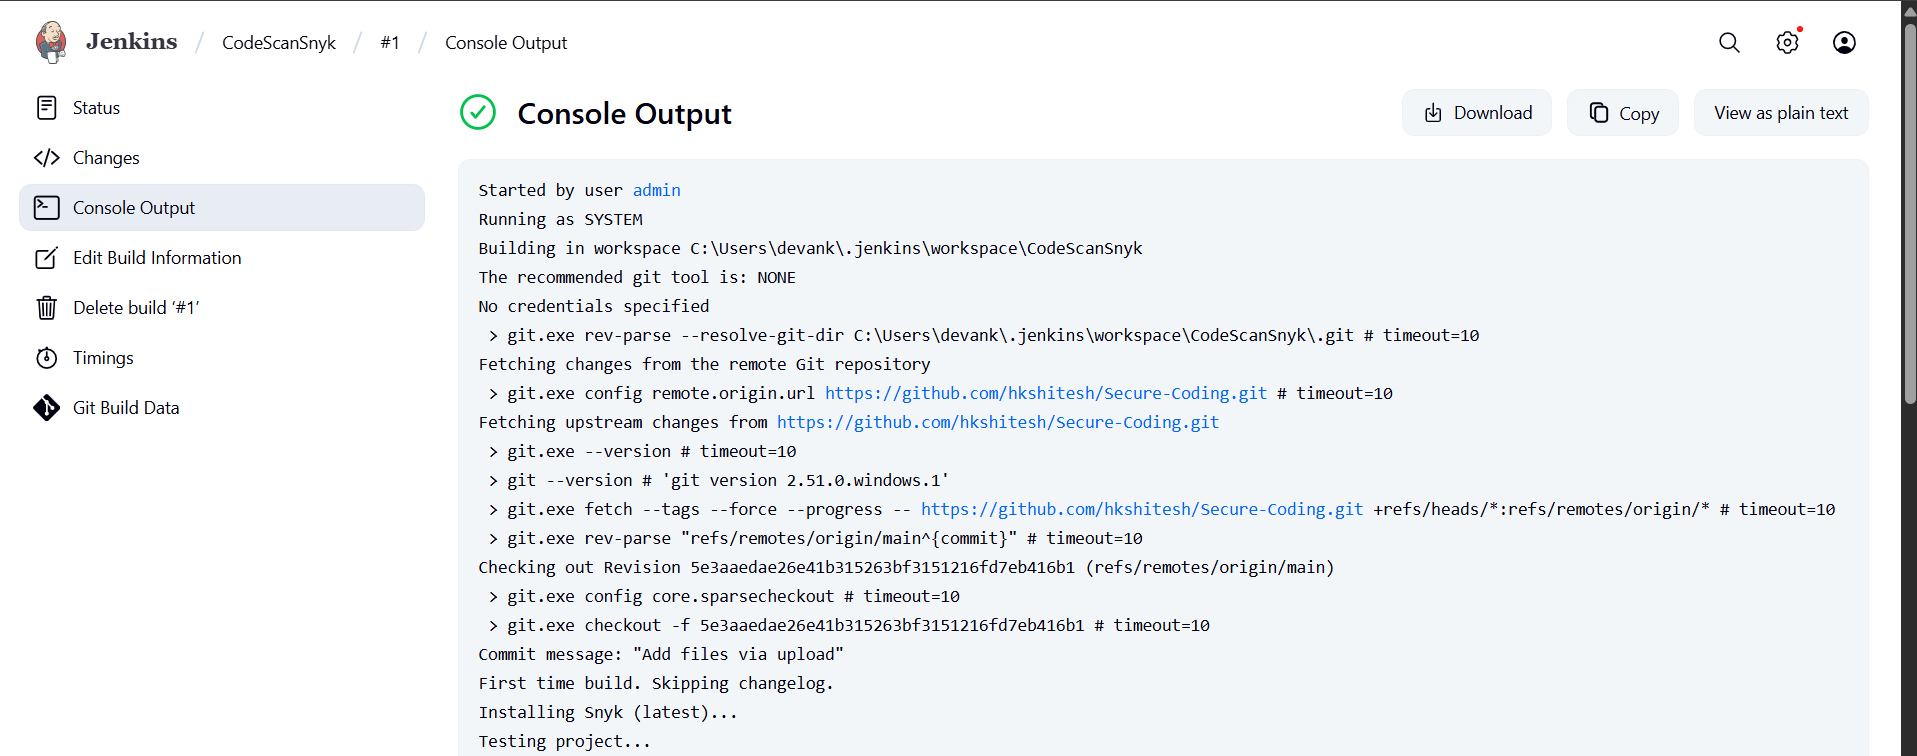 Jenkins / CodeScanSnyk / #1 / Console Output
Status
Changes
Console Output
Edit Build Information
Delete build ‘#1’
Timings
Git Build Data
Console Output
Download
Copy
View as plain text
Started by user admin
Running as SYSTEM
Building in workspace C:\Users\devank\.jenkins\workspace\CodeScanSnyk
The recommended git tool is: NONE
No credentials specified
 > git.exe rev-parse --resolve-git-dir C:\Users\devank\.jenkins\workspace\CodeScanSnyk\.git # timeout=10
Fetching changes from the remote Git repository
 > git.exe config remote.origin.url https://github.com/hkshitesh/Secure-Coding.git # timeout=10
Fetching upstream changes from https://github.com/hkshitesh/Secure-Coding.git
 > git.exe --version # timeout=10
 > git --version # 'git version 2.51.0.windows.1'
 > git.exe fetch --tags --force --progress -- https://github.com/hkshitesh/Secure-Coding.git +refs/heads/*:refs/remotes/origin/* # timeout=10
 > git.exe rev-parse "refs/remotes/origin/main^{commit}" # timeout=10
Checking out Revision 5e3aaedae26e41b315263bf3151216fd7eb416b1 (refs/remotes/origin/main)
 > git.exe config core.sparsecheckout # timeout=10
 > git.exe checkout -f 5e3aaedae26e41b315263bf3151216fd7eb416b1 # timeout=10
Commit message: "Add files via upload"
First time build. Skipping changelog.
Installing Snyk (latest)...
Testing project...